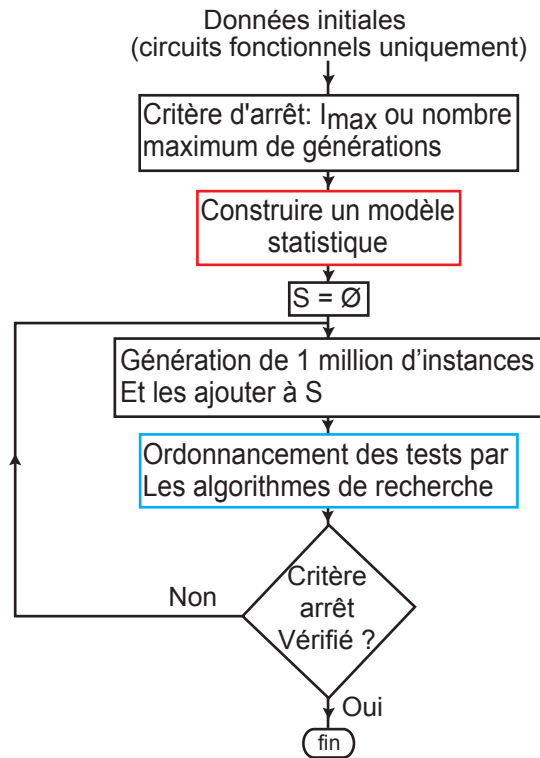 Données initiales
(circuits fonctionnels uniquement)
Critère d'arrêt: Imax ou nombre
maximum de générations
Construire un modèle
statistique
S = Ø
Génération de 1 million d’instances
Et les ajouter à S
Ordonnancement des tests par
Les algorithmes de recherche
Critère
arrêt
Vérifié ?
Non
Oui
fin